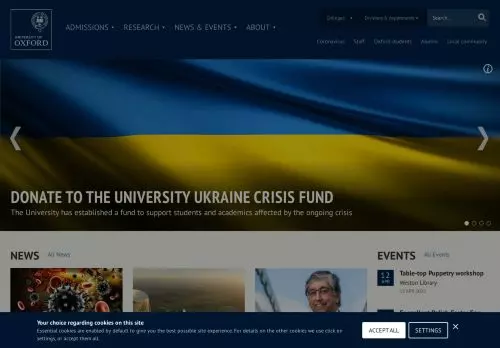 UNIVERSITY OF
OXFORD
ADMISSIONS
RESEARCH
NEWS & EVENTS
ABOUT
Colleges
Divisions & departments
Search...
Coronavirus
Staff
Oxford students
Alumni
Local community
DONATE TO THE UNIVERSITY UKRAINE CRISIS FUND
The University has established a fund to support students and academics affected by the ongoing crisis
NEWS
All News
EVENTS
All Events
12
APR
Table-top Puppetry workshop
Weston Library
12 APR 2022
Your choice regarding cookies on this site
Essential cookies are enabled by default to give you the best possible site experience. For details on the other cookies we use click on
settings, or accept them all.
ACCEPT ALL
SETTINGS